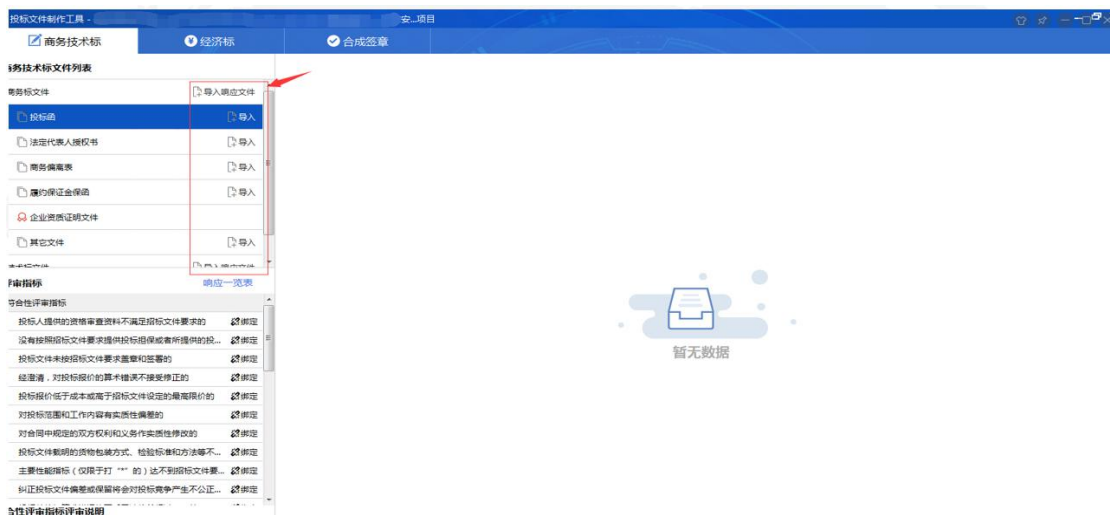 投标文件制作工具 -
安...项目
商务技术标
经济标
合成签章
商务技术标文件列表
商务标文件 导入响应文件
投标函 导入
法定代表人授权书 导入
商务偏离表 导入
履约保证金保函 导入
企业资质证明文件
其它文件 导入
技术标文件 导入响应文件
评审指标 响应一览表
符合性评审指标
投标人提供的资格审查资料不满足招标文件要求的 绑定
没有按照招标文件要求提供投标担保或者所提供的投... 绑定
投标文件未按招标文件要求盖章和签署的 绑定
经澄清，对投标报价的算术错误不接受修正的 绑定
投标报价低于成本或高于招标文件设定的最高限价的 绑定
对投标范围和工作内容有实质性偏差的 绑定
对合同中规定的双方权利和义务作实质性修改的 绑定
投标文件载明的货物包装方式、检验标准和方法等不... 绑定
主要性能指标（仅限于打“*”的）达不到招标文件要... 绑定
纠正投标文件偏差或保留将会对投标竞争产生不公正... 绑定
合性评审指标评审说明
暂无数据